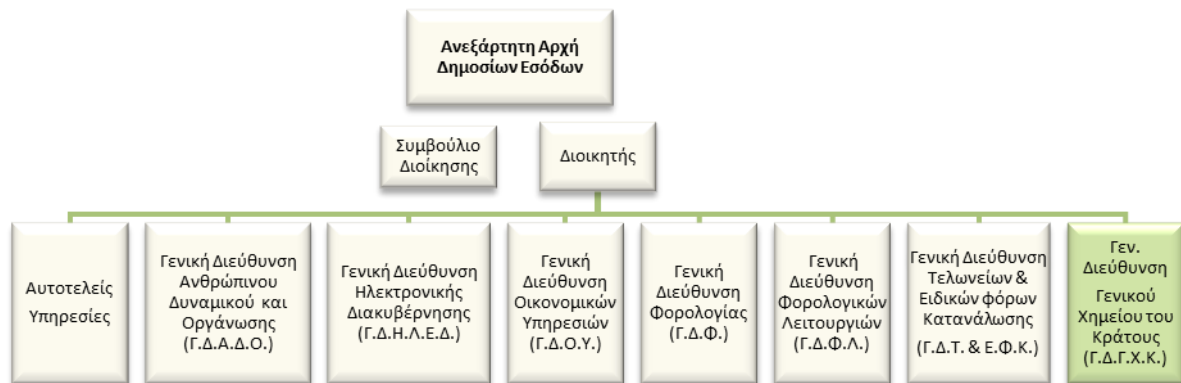 Ανεξάρτητη Αρχή
Δημοσίων Εσόδων
Συμβούλιο
Διοίκησης
Διοικητής
Αυτοτελείς
Υπηρεσίες
Γενική Διεύθυνση
Ανθρώπινου
Δυναμικού και
Οργάνωσης
(Γ.Δ.Α.Δ.Ο.)
Γενική Διεύθυνση
Ηλεκτρονικής
Διακυβέρνησης
(Γ.Δ.Η.Λ.Ε.Δ.)
Γενική
Διεύθυνση
Οικονομικών
Υπηρεσιών
(Γ.Δ.Ο.Υ.)
Γενική
Διεύθυνση
Φορολογίας
(Γ.Δ.Φ.)
Γενική
Διεύθυνση
Φορολογικών
Λειτουργιών
(Γ.Δ.Φ.Λ.)
Γενική Διεύθυνση
Τελωνείων &
Ειδικών φόρων
Κατανάλωσης
(Γ.Δ.Τ. & Ε.Φ.Κ.)
Γεν.
Διεύθυνση
Γενικού
Χημείου του
Κράτους
(Γ.Δ.Γ.Χ.Κ.)